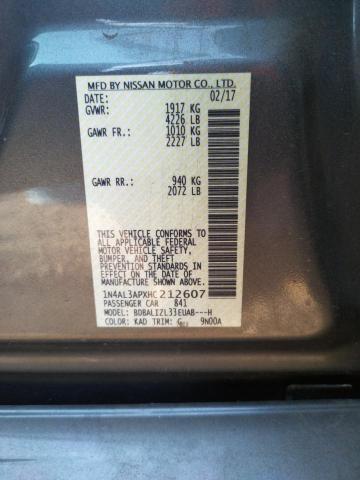 MFD BY NISSAN MOTOR CO., LTD.
DATE: 02/17
GVWR: 1917 KG
4226 LB
GAWR FR: 1010 KG
2227 LB
GAWR RR: 940 KG
2072 LB
THIS VEHICLE CONFORMS TO
ALL APPLICABLE FEDERAL
MOTOR VEHICLE SAFETY,
BUMPER, AND THEFT
PREVENTION STANDARDS
IN EFFECT ON THE DATE OF
MANUFACTURE SHOWN ABOVE.
1N4AL3APXHC212607
PASSENGER CAR 841
MODEL: BDBALIZL33EUAB---H
COLOR: KAD TRIM: G 9N00A